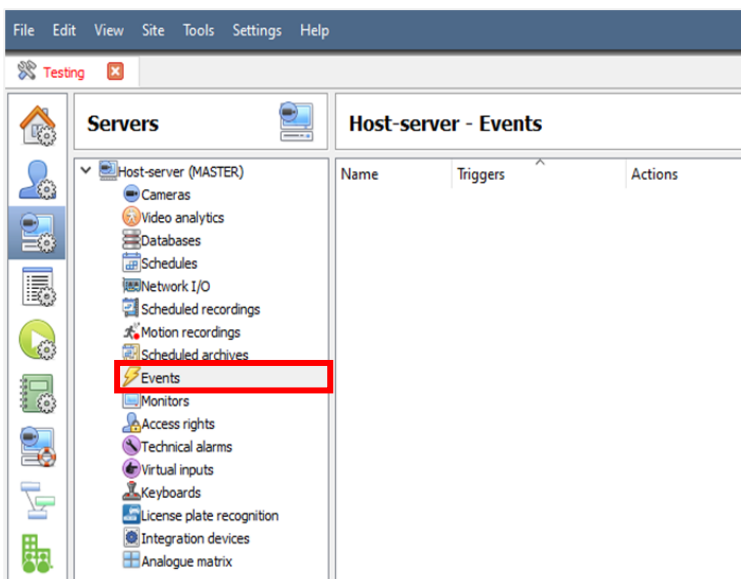 File Edit View Site Tools Settings Help
Testing
Servers
Host-server - Events
Host-server (MASTER)
Name Triggers Actions
Cameras
Video analytics
Databases
Schedules
Network I/O
Scheduled recordings
Motion recordings
Scheduled archives
Events
Monitors
Access rights
Technical alarms
Virtual inputs
Keyboards
License plate recognition
Integration devices
Analogue matrix